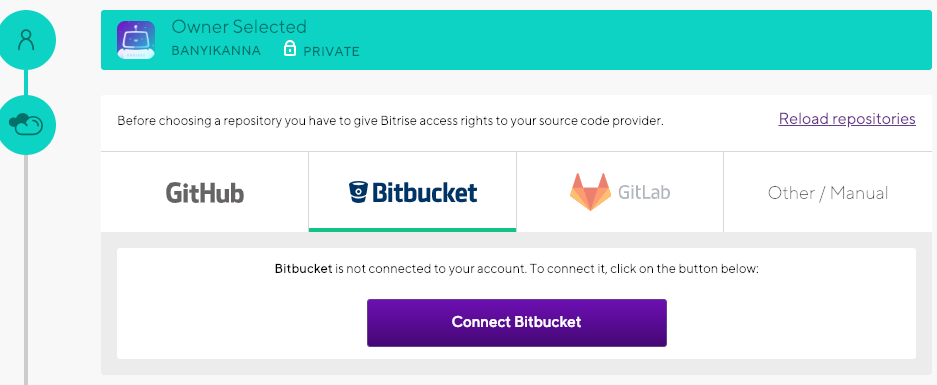 Owner Selected
BANYIKANNA PRIVATE
Before choosing a repository you have to give Bitrise access rights to your source code provider. Reload repositories
GitHub Bitbucket GitLab Other / Manual
Bitbucket is not connected to your account. To connect it, click on the button below:
Connect Bitbucket